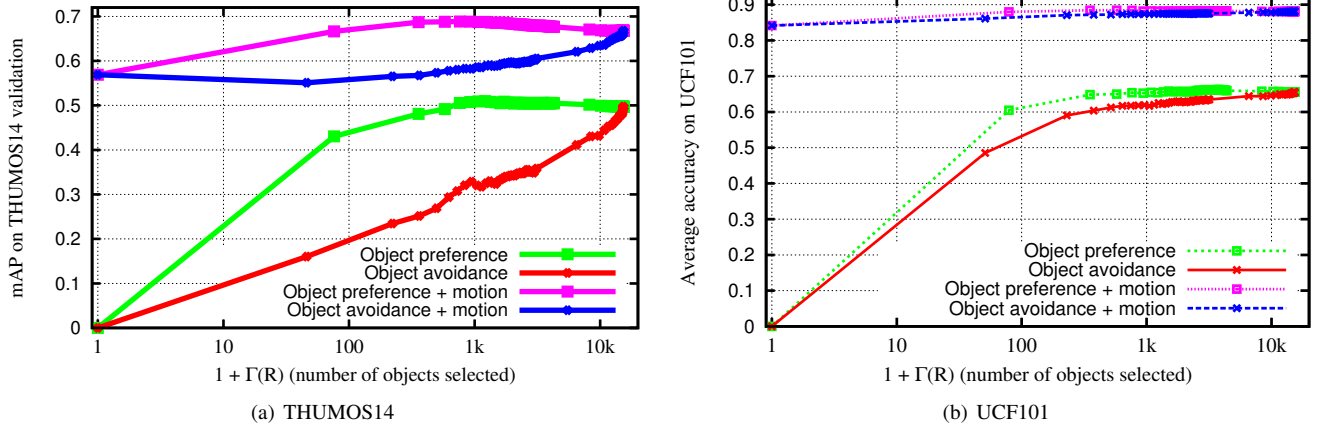 mAP on THUMOS14 validation
0.7
0.6
0.5
0.4
0.3
0.2
0.1
0
1 10 100 1k 10k
1 + Γ(R) (number of objects selected)
Object preference
Object avoidance
Object preference + motion
Object avoidance + motion
(a) THUMOS14
Average accuracy on UCF101
0.9
0.8
0.7
0.6
0.5
0.4
0.3
0.2
0.1
0
1 10 100 1k 10k
1 + Γ(R) (number of objects selected)
Object preference
Object avoidance
Object preference + motion
Object avoidance + motion
(b) UCF101